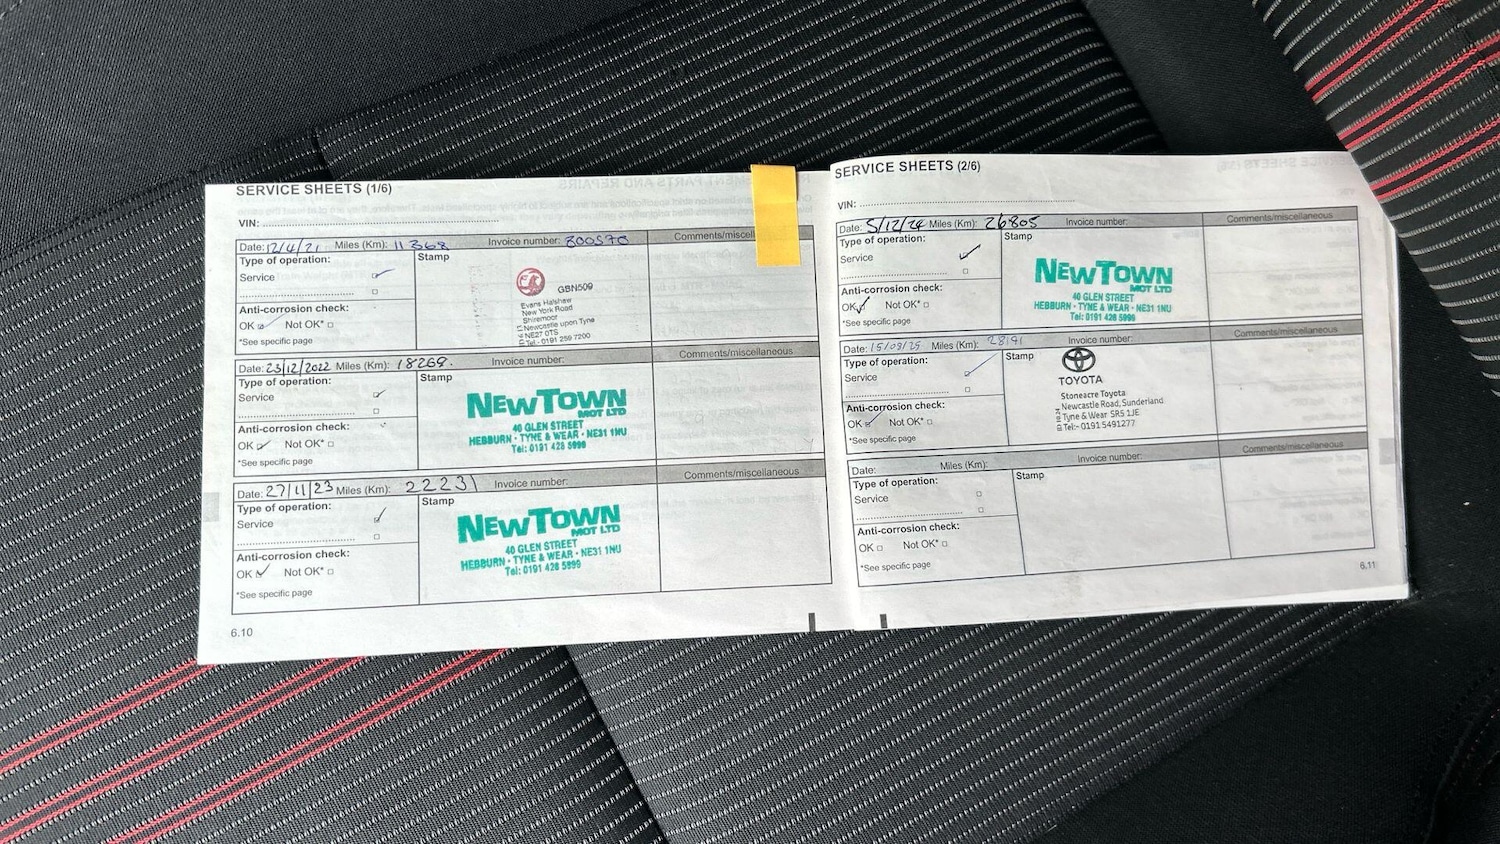 SERVICE SHEETS (1/6)
VIN:
Date: 12/4/21 Miles (Km): 11368 Invoice number: 800570 Comments/miscell
Type of operation: Stamp
Service
GBN509
Evans Halshaw
New York Road
Shiremoor
Newcastle upon Tyne
NE27 0TS
Tel:- 0191 259 7200
Anti-corrosion check:
OK Not OK*
*See specific page
Date: 23/12/2022 Miles (Km): 18269. Invoice number: Comments/miscellaneous
Type of operation: Stamp
Service
NEWTOWN
MOT LTD
40 GLEN STREET
HEBBURN · TYNE & WEAR · NE31 1NU
Tel: 0191 428 5999
Anti-corrosion check:
OK Not OK*
*See specific page
Date: 27/11/23 Miles (Km): 22231 Invoice number: Comments/miscellaneous
Type of operation: Stamp
Service
NEWTOWN
MOT LTD
40 GLEN STREET
HEBBURN · TYNE & WEAR · NE31 1NU
Tel: 0191 428 5999
Anti-corrosion check:
OK Not OK*
*See specific page
6.10
SERVICE SHEETS (2/6)
VIN:
Date: 5/12/24 Miles (Km): 26805 Invoice number: Comments/miscellaneous
Type of operation: Stamp
Service
NEWTOWN
MOT LTD
40 GLEN STREET
HEBBURN · TYNE & WEAR · NE31 1NU
Tel: 0191 428 5999
Anti-corrosion check:
OK Not OK*
*See specific page
Date: 15/09/25 Miles (Km): Invoice number: Comments/miscellaneous
Type of operation: Stamp
Service
TOYOTA
Stoneacre Toyota
Newcastle Road, Sunderland
Tyne & Wear SR5 1JE
Tel:- 0191 5491277
Anti-corrosion check:
OK Not OK*
*See specific page
Date: Miles (Km): Invoice number: Comments/miscellaneous
Type of operation: Stamp
Service
Anti-corrosion check:
OK Not OK*
*See specific page
6.11